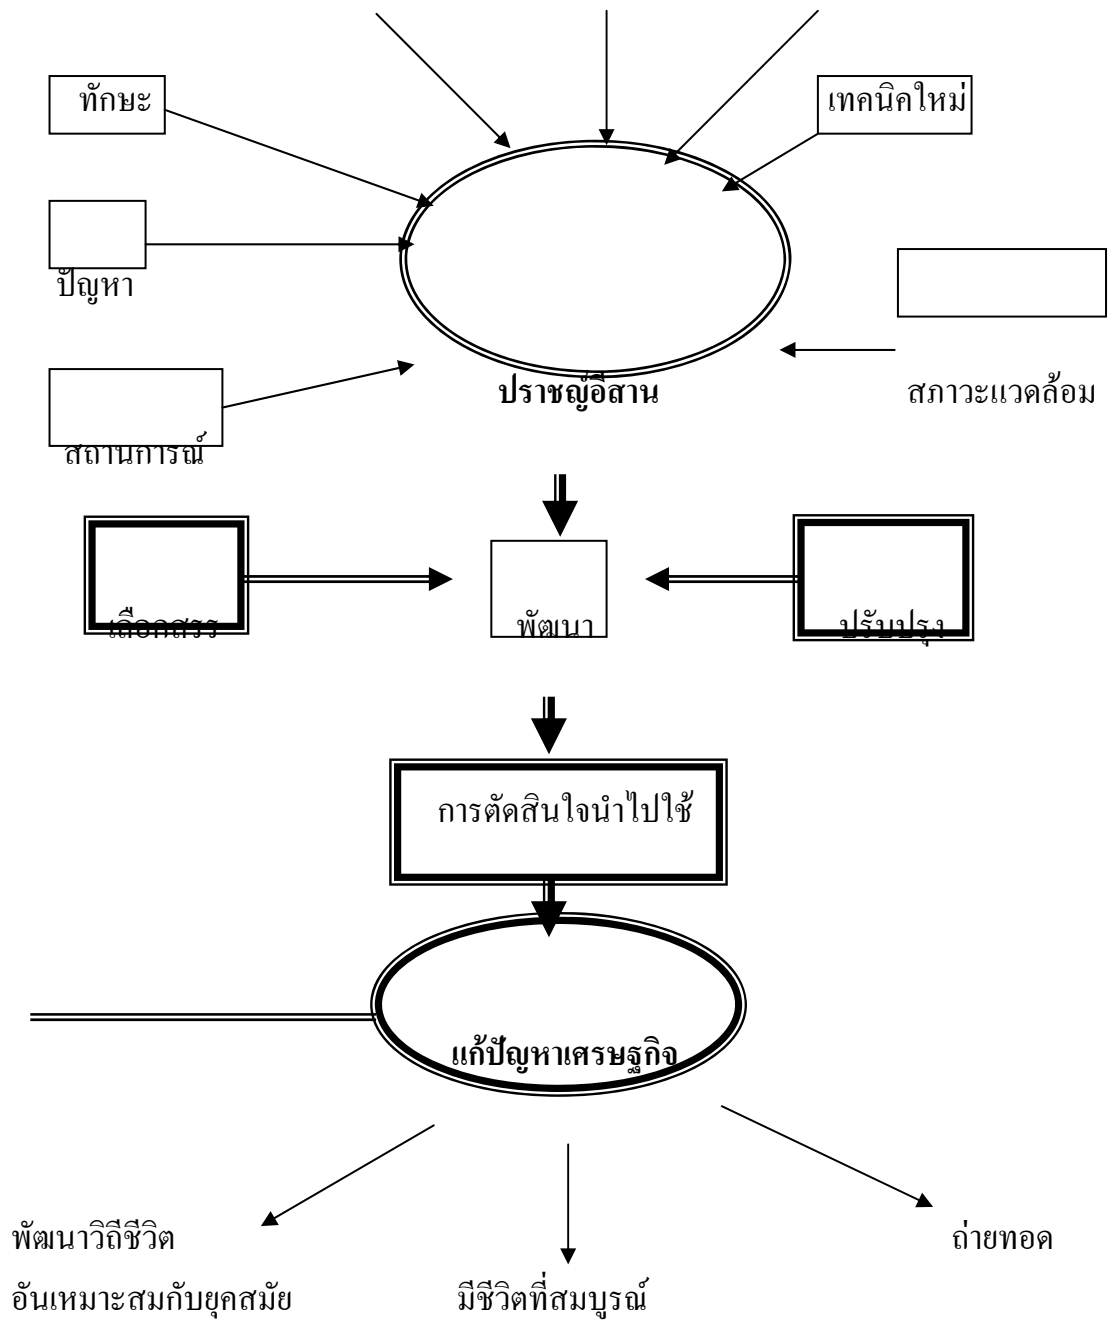 ทักษะ
เทคนิคใหม่
ปัญหา
ปราชญ์อีสาน
สภาวะแวดล้อม
สถานการณ์
เลือกสรร
พัฒนา
ปรับปรุง
การตัดสินใจนำไปใช้
แก้ปัญหาเศรษฐกิจ
พัฒนาวิถีชีวิต
ถ่ายทอด
อันเหมาะสมกับยุคสมัย
มีชีวิตที่สมบูรณ์